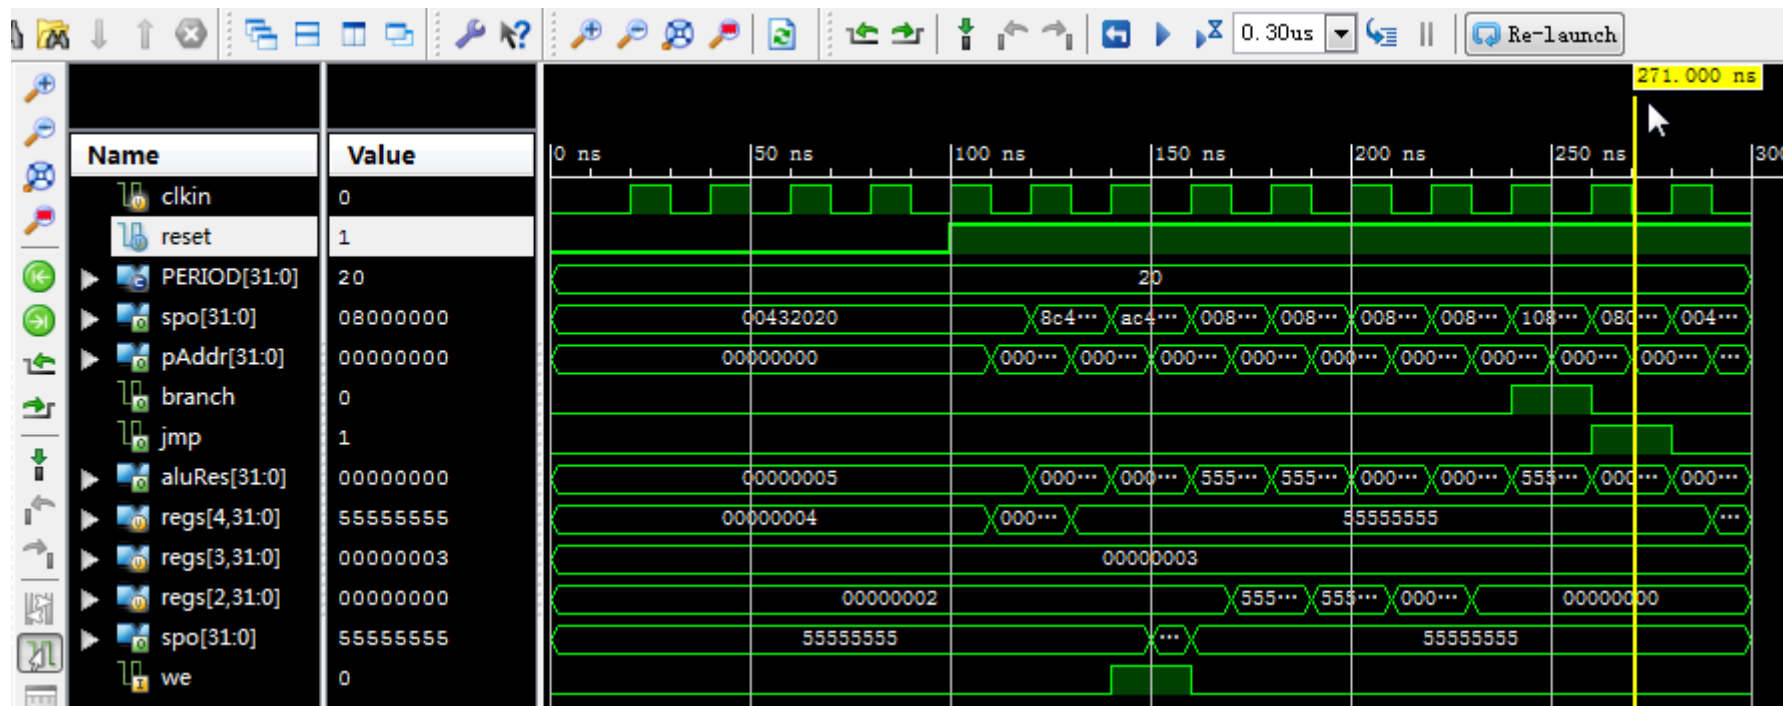 0.30us Re-launch
271.000 ns
Name Value 0 ns 50 ns 100 ns 150 ns 200 ns 250 ns 300
clkin 0
reset 1
PERIOD[31:0] 20 20
spo[31:0] 08000000 00432020 8c4··· ac4··· 008··· 008··· 008··· 008··· 108··· 080··· 004···
pAddr[31:0] 00000000 00000000 000··· 000··· 000··· 000··· 000··· 000··· 000··· 000··· 000··· ···
branch 0
jmp 1
aluRes[31:0] 00000000 00000005 000··· 000··· 555··· 555··· 000··· 000··· 555··· 000··· 000···
regs[4,31:0] 55555555 00000004 000··· 55555555 ···
regs[3,31:0] 00000003 00000003
regs[2,31:0] 00000000 00000002 555··· 555··· 000··· 00000000
spo[31:0] 55555555 55555555 ··· 55555555
we 0